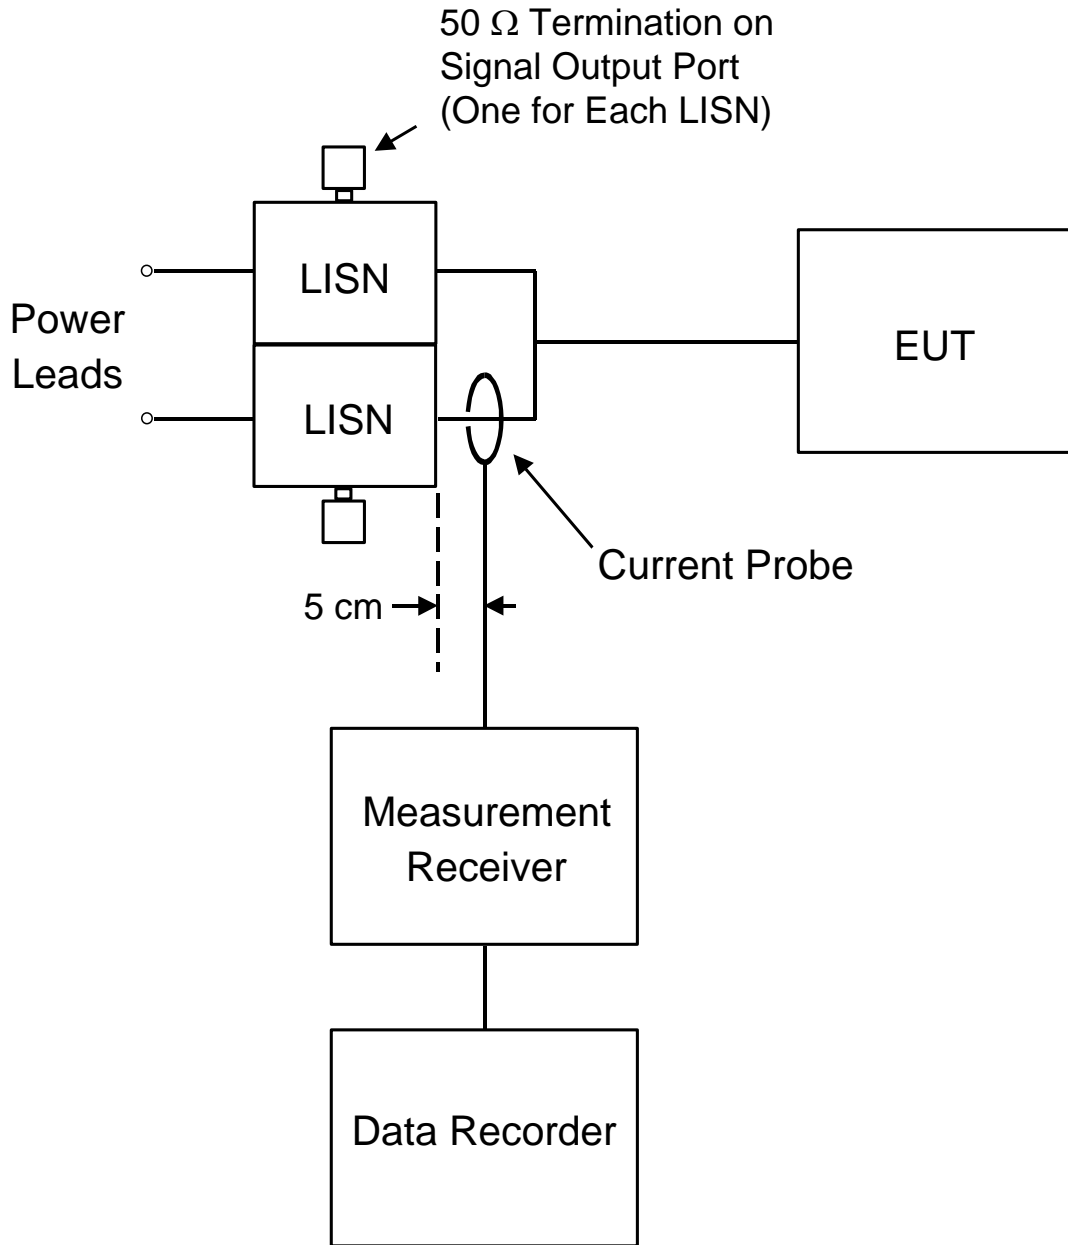 50 Ω Termination on
Signal Output Port
(One for Each LISN)
LISN
Power
Leads
EUT
LISN
Current Probe
5 cm
Measurement
Receiver
Data Recorder